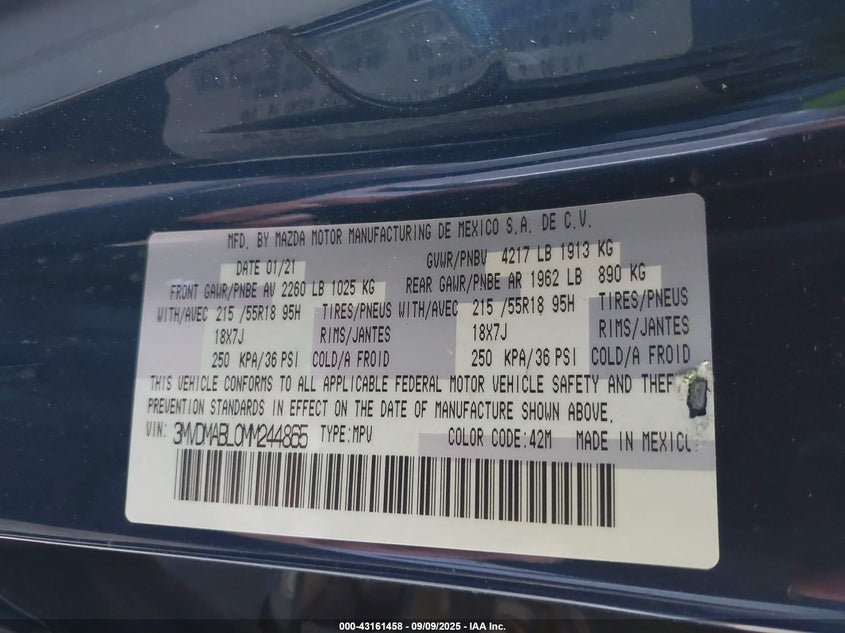 MFD. BY MAZDA MOTOR MANUFACTURING DE MEXICO S.A. DE C.V.
DATE 01/21 GVWR/PNBV 4217 LB 1913 KG
FRONT GAWR/PNBE AV 2260 LB 1025 KG REAR GAWR/PNBE AR 1962 LB 890 KG
WITH/AVEC 215 /55R18 95H TIRES/PNEUS WITH/AVEC 215 /55R18 95H TIRES/PNEUS
18X7J RIMS/JANTES 18X7J RIMS/JANTES
250 KPA/36 PSI COLD/A FROID 250 KPA/36 PSI COLD/A FROID
THIS VEHICLE CONFORMS TO ALL APPLICABLE FEDERAL MOTOR VEHICLE SAFETY AND THEF
PREVENTION STANDARDS IN EFFECT ON THE DATE OF MANUFACTURE SHOWN ABOVE.
VIN: 3MVDMABL0MM244865 TYPE:MPV COLOR CODE:42M MADE IN MEXICO
000-43161458 - 09/09/2025 - IAA Inc.